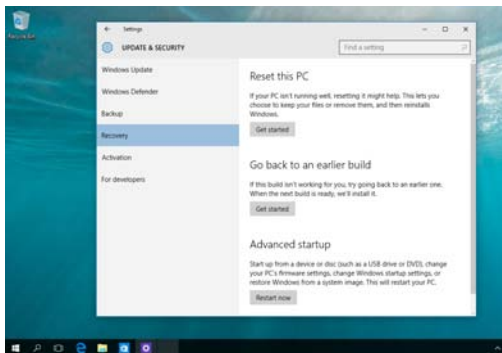 Recycle Bin
Settings
UPDATE & SECURITY
Find a setting
Windows Update
Windows Defender
Backup
Recovery
Activation
For developers
Reset this PC
If your PC isn't running well, resetting it might help. This lets you
choose to keep your files or remove them, and then reinstalls
Windows.
Get started
Go back to an earlier build
If this build isn't working for you, try going back to an earlier one.
When the next build is ready, we'll install it.
Get started
Advanced startup
Start up from a device or disc (such as a USB drive or DVD), change
your PC's firmware settings, change Windows startup settings, or
restore Windows from a system image. This will restart your PC.
Restart now